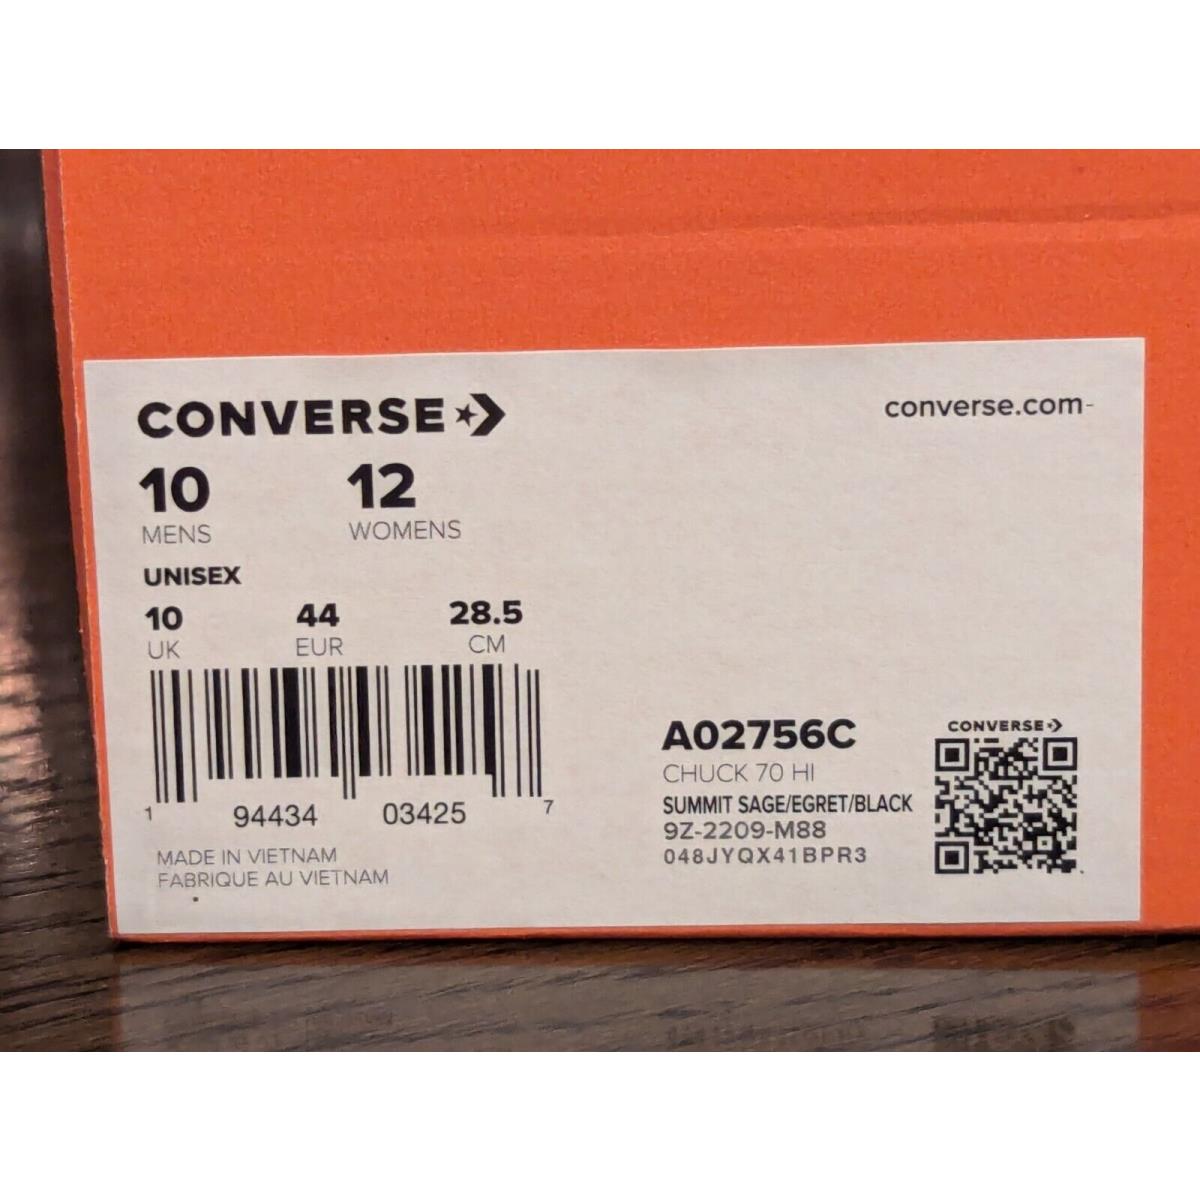 CONVERSE
converse.com
10 12
MENS WOMENS
UNISEX
10 44 28.5
UK EUR CM
1 94434 03425 7
MADE IN VIETNAM
FABRIQUE AU VIETNAM
A02756C
CHUCK 70 HI
SUMMIT SAGE/EGRET/BLACK
9Z-2209-M88
048JYQX41BPR3
CONVERSE